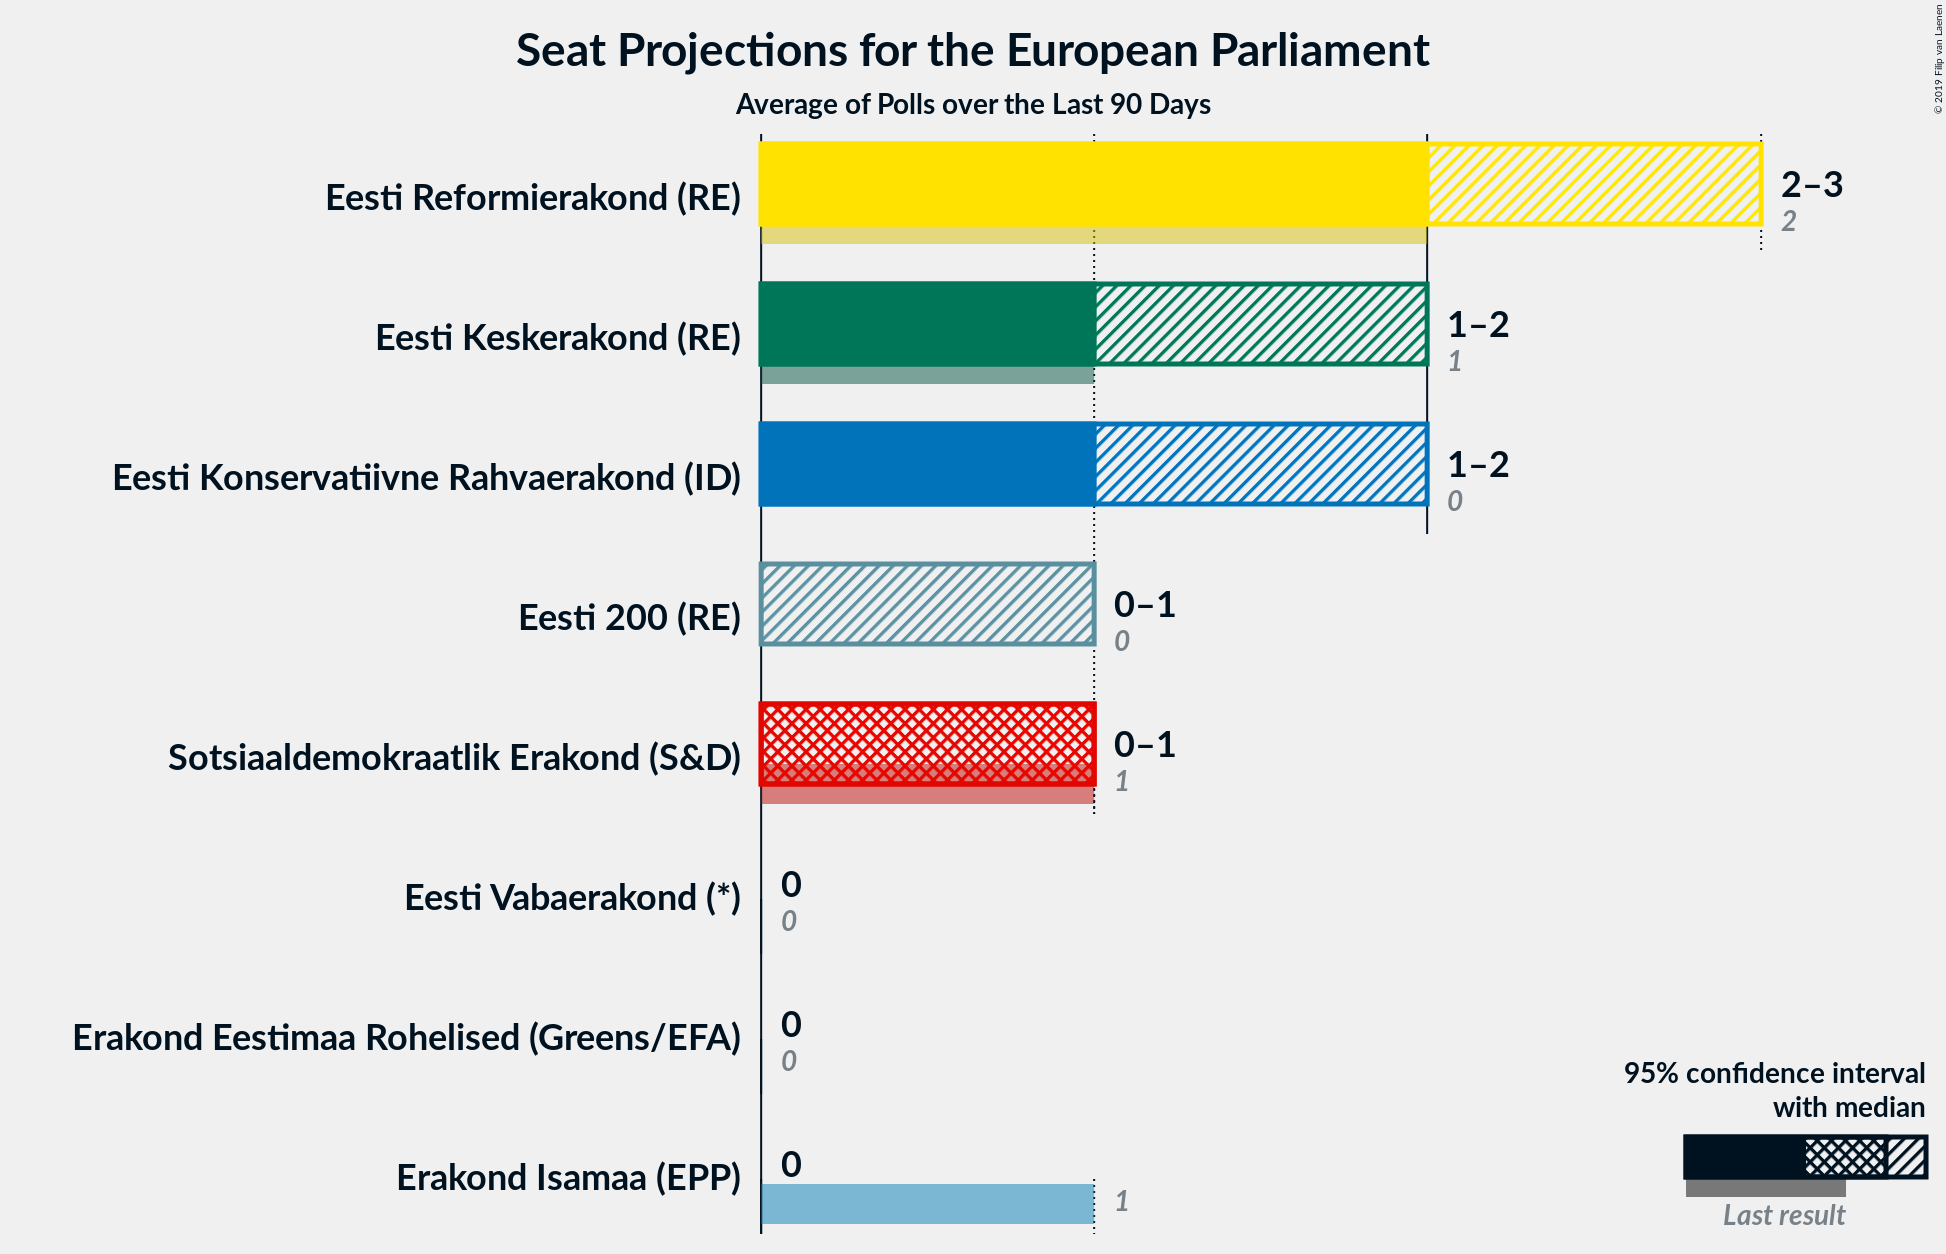 Seat Projections for the European Parliament
Average of Polls over the Last 90 Days
© 2019 Filip van Laenen
Eesti Reformierakond (RE)
2–3
2
Eesti Keskerakond (RE)
1–2
1
Eesti Konservatiivne Rahvaerakond (ID)
1–2
0
Eesti 200 (RE)
0–1
0
Sotsiaaldemokraatlik Erakond (S&D)
0–1
1
Eesti Vabaerakond (*)
0
0
Erakond Eestimaa Rohelised (Greens/EFA)
0
0
Erakond Isamaa (EPP)
0
1
95% confidence interval
with median
Last result